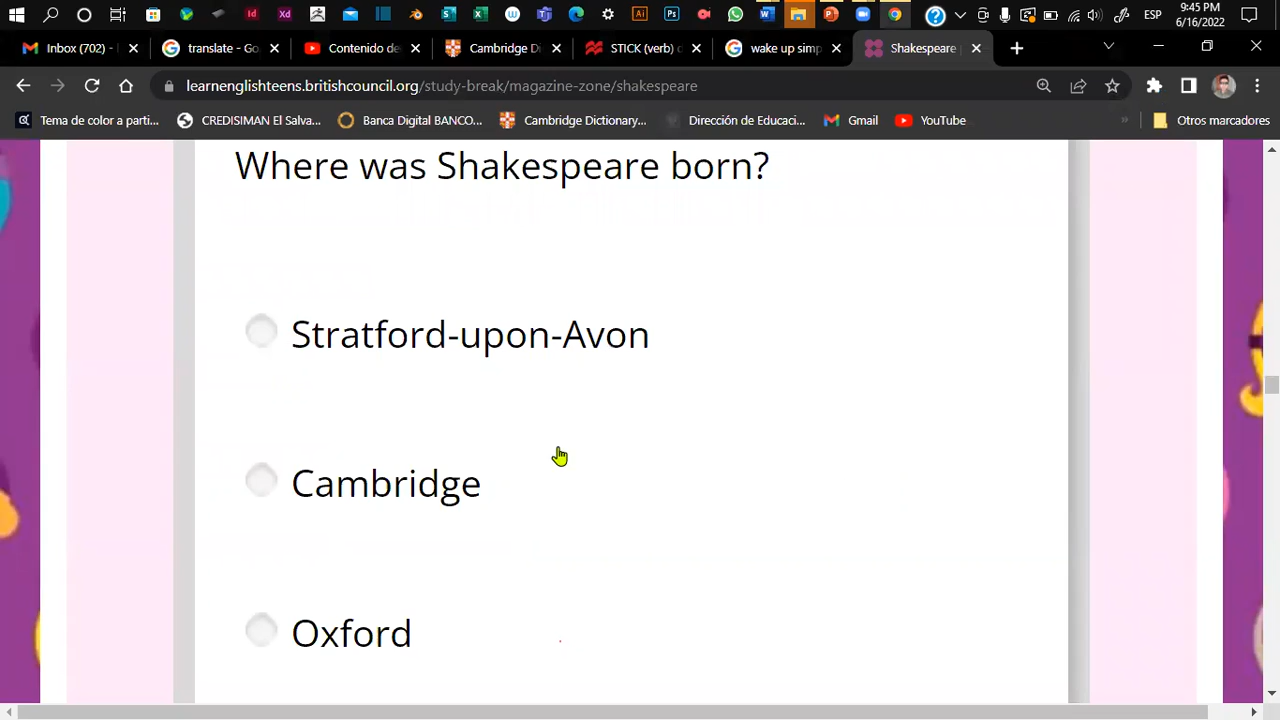 9:45 PM
ESP
6/16/2022
Inbox (702) -
translate - Go
Contenido de
Cambridge Di
STICK (verb) c
wake up simp
Shakespeare
learnenglishteens.britishcouncil.org/study-break/magazine-zone/shakespeare
Tema de color a parti...
CREDISIMAN El Salva...
Banca Digital BANCO...
Cambridge Dictionary...
Dirección de Educaci...
Gmail
YouTube
Otros marcadores
Where was Shakespeare born?
Stratford-upon-Avon
Cambridge
Oxford